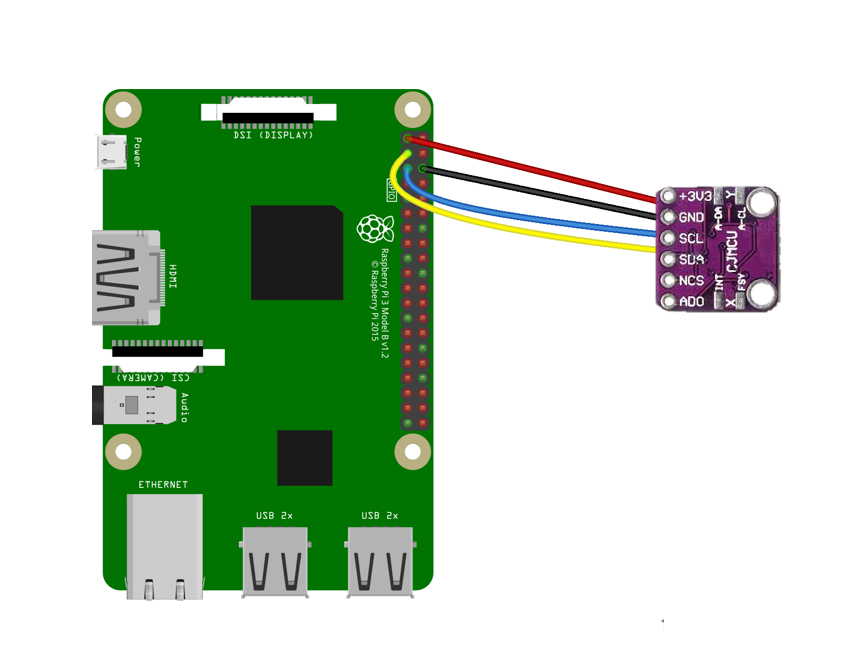 DSI (DISPLAY)
Power
GPIO
HDMI
Raspberry Pi 3 Model B v1.2
© Raspberry Pi 2015
CSI (CAMERA)
Audio
ETHERNET
USB 2x
USB 2x
+3V3
GND
SCL
SDA
NCS
ADO
A-DA
Y
A-CL
CJMCU
INT
X
FSY